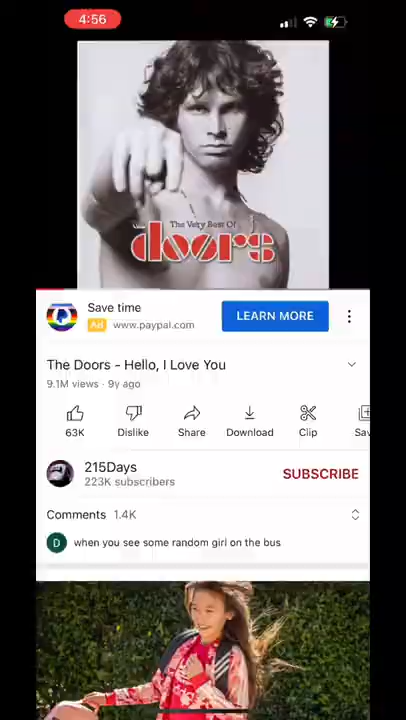 4:56
The Very Best Of
doors
Save time
Ad www.paypal.com
LEARN MORE
The Doors - Hello, I Love You
9.1M views · 9y ago
63K Dislike Share Download Clip Sav
215Days
223K subscribers
SUBSCRIBE
Comments 1.4K
D when you see some random girl on the bus